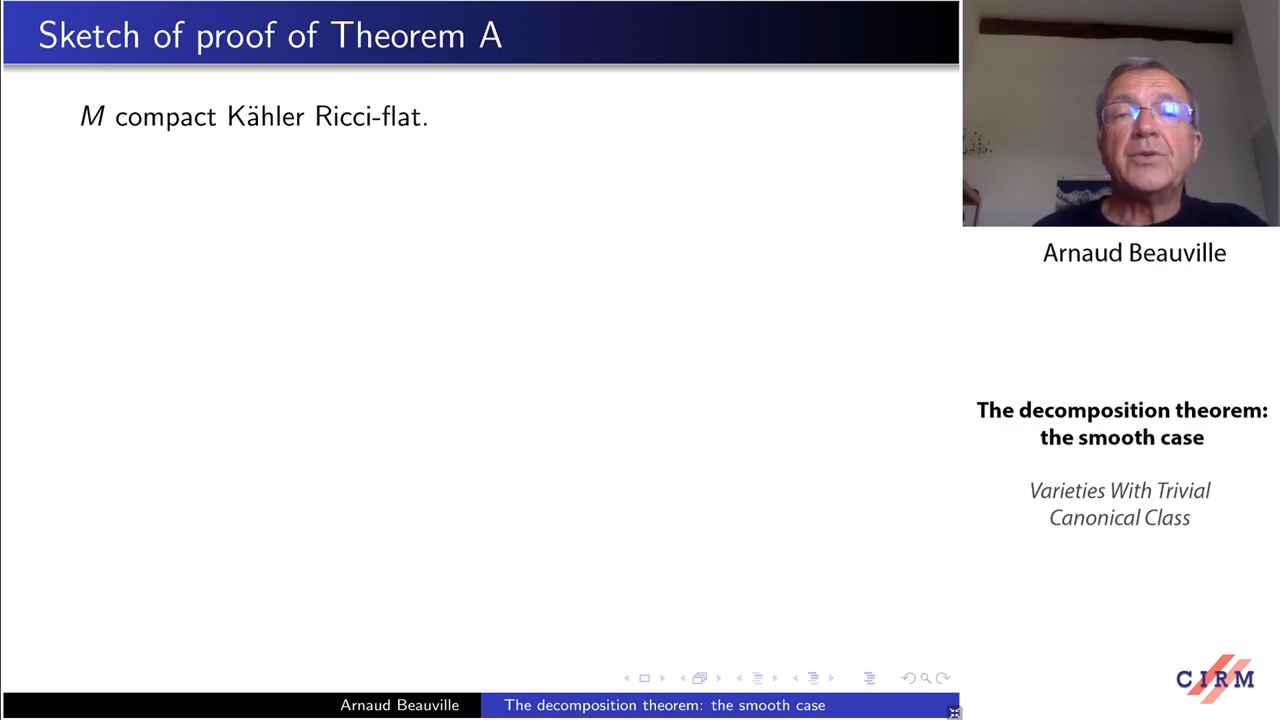 Sketch of proof of Theorem A
M compact Kähler Ricci-flat.
Arnaud Beauville
The decomposition theorem:
the smooth case
Varieties With Trivial
Canonical Class
CIRM
Arnaud Beauville
The decomposition theorem: the smooth case